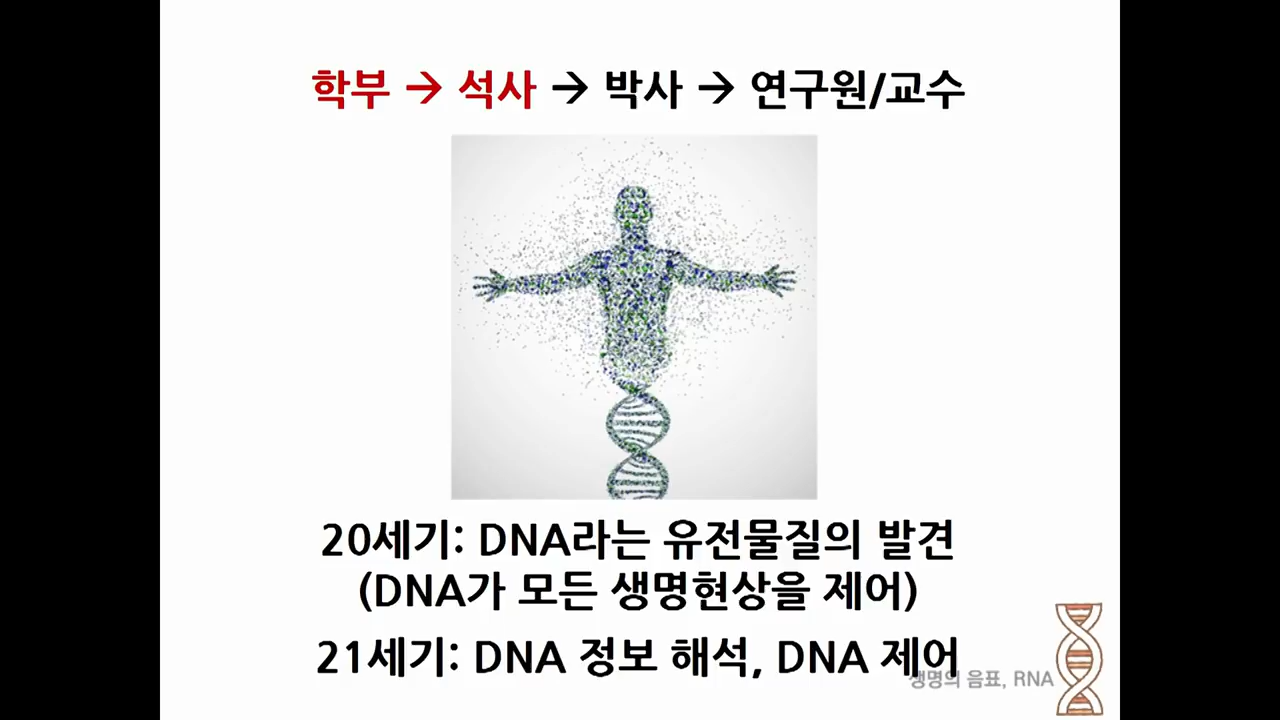 학부 → 석사 → 박사 → 연구원/교수
20세기: DNA라는 유전물질의 발견
(DNA가 모든 생명현상을 제어)
21세기: DNA 정보 해석, DNA 제어
생명의 음표, RNA